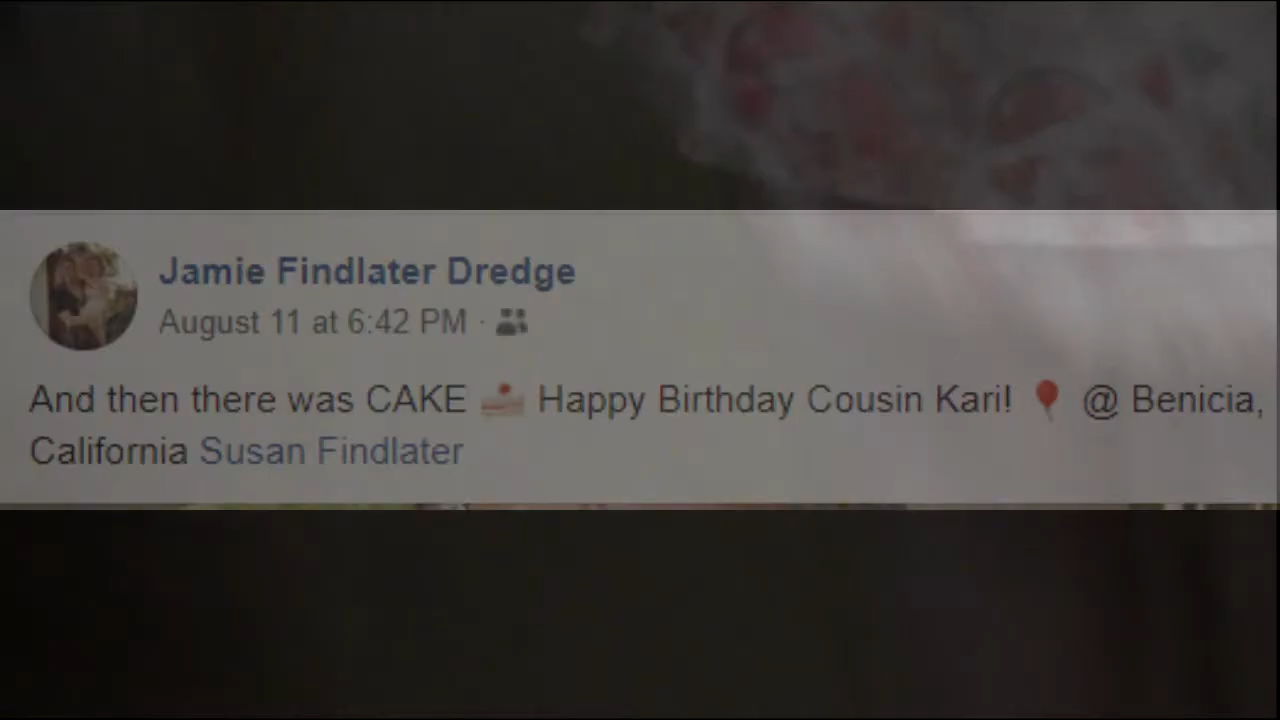 Jamie Findlater Dredge
August 11 at 6:42 PM ·
And then there was CAKE 🍰 Happy Birthday Cousin Kari! 🎈 @ Benicia,
California Susan Findlater